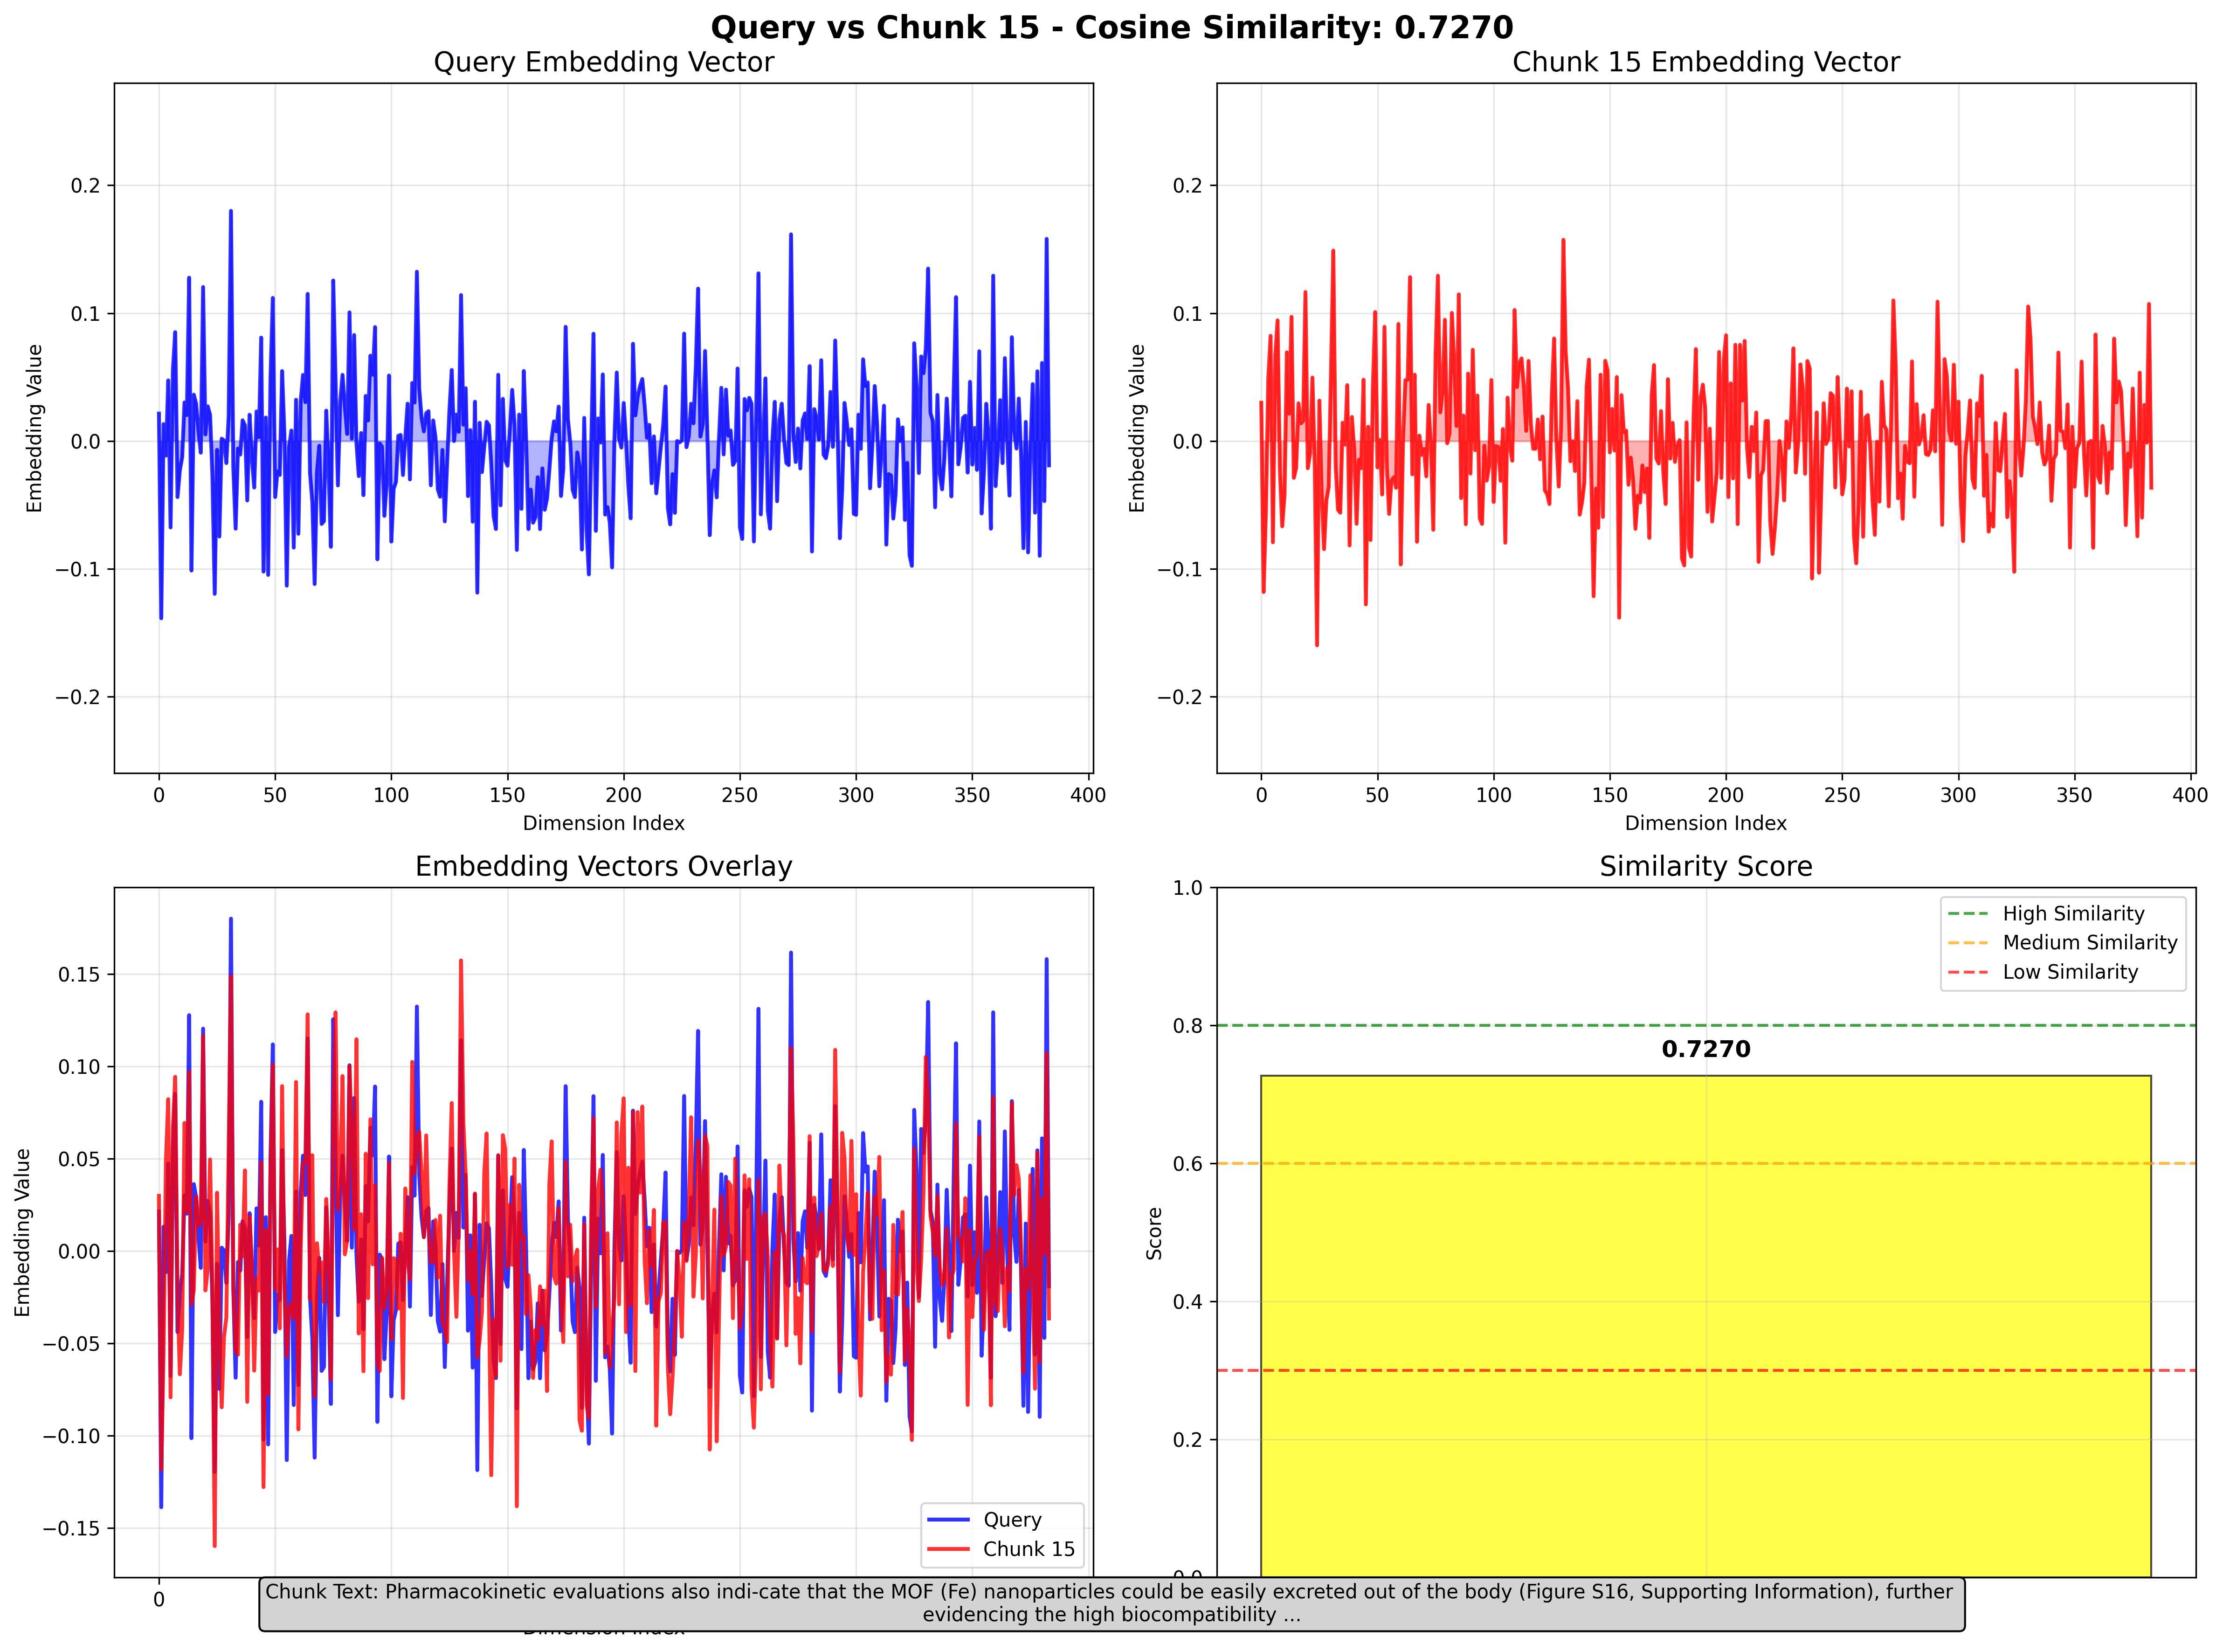 Query vs Chunk 15 - Cosine Similarity: 0.7270
Query Embedding Vector
Embedding Value
0.2
0.1
0.0
−0.1
−0.2
0 50 100 150 200 250 300 350 400
Dimension Index
Chunk 15 Embedding Vector
Embedding Value
0.2
0.1
0.0
−0.1
−0.2
0 50 100 150 200 250 300 350 400
Dimension Index
Embedding Vectors Overlay
Embedding Value
0.15
0.10
0.05
0.00
−0.05
−0.10
−0.15
0
Query
Chunk 15
Dimension Index
Similarity Score
Score
1.0
0.8
0.6
0.4
0.2
0.0
High Similarity
Medium Similarity
Low Similarity
0.7270
Chunk Text: Pharmacokinetic evaluations also indi-cate that the MOF (Fe) nanoparticles could be easily excreted out of the body (Figure S16, Supporting Information), further
evidencing the high biocompatibility ...